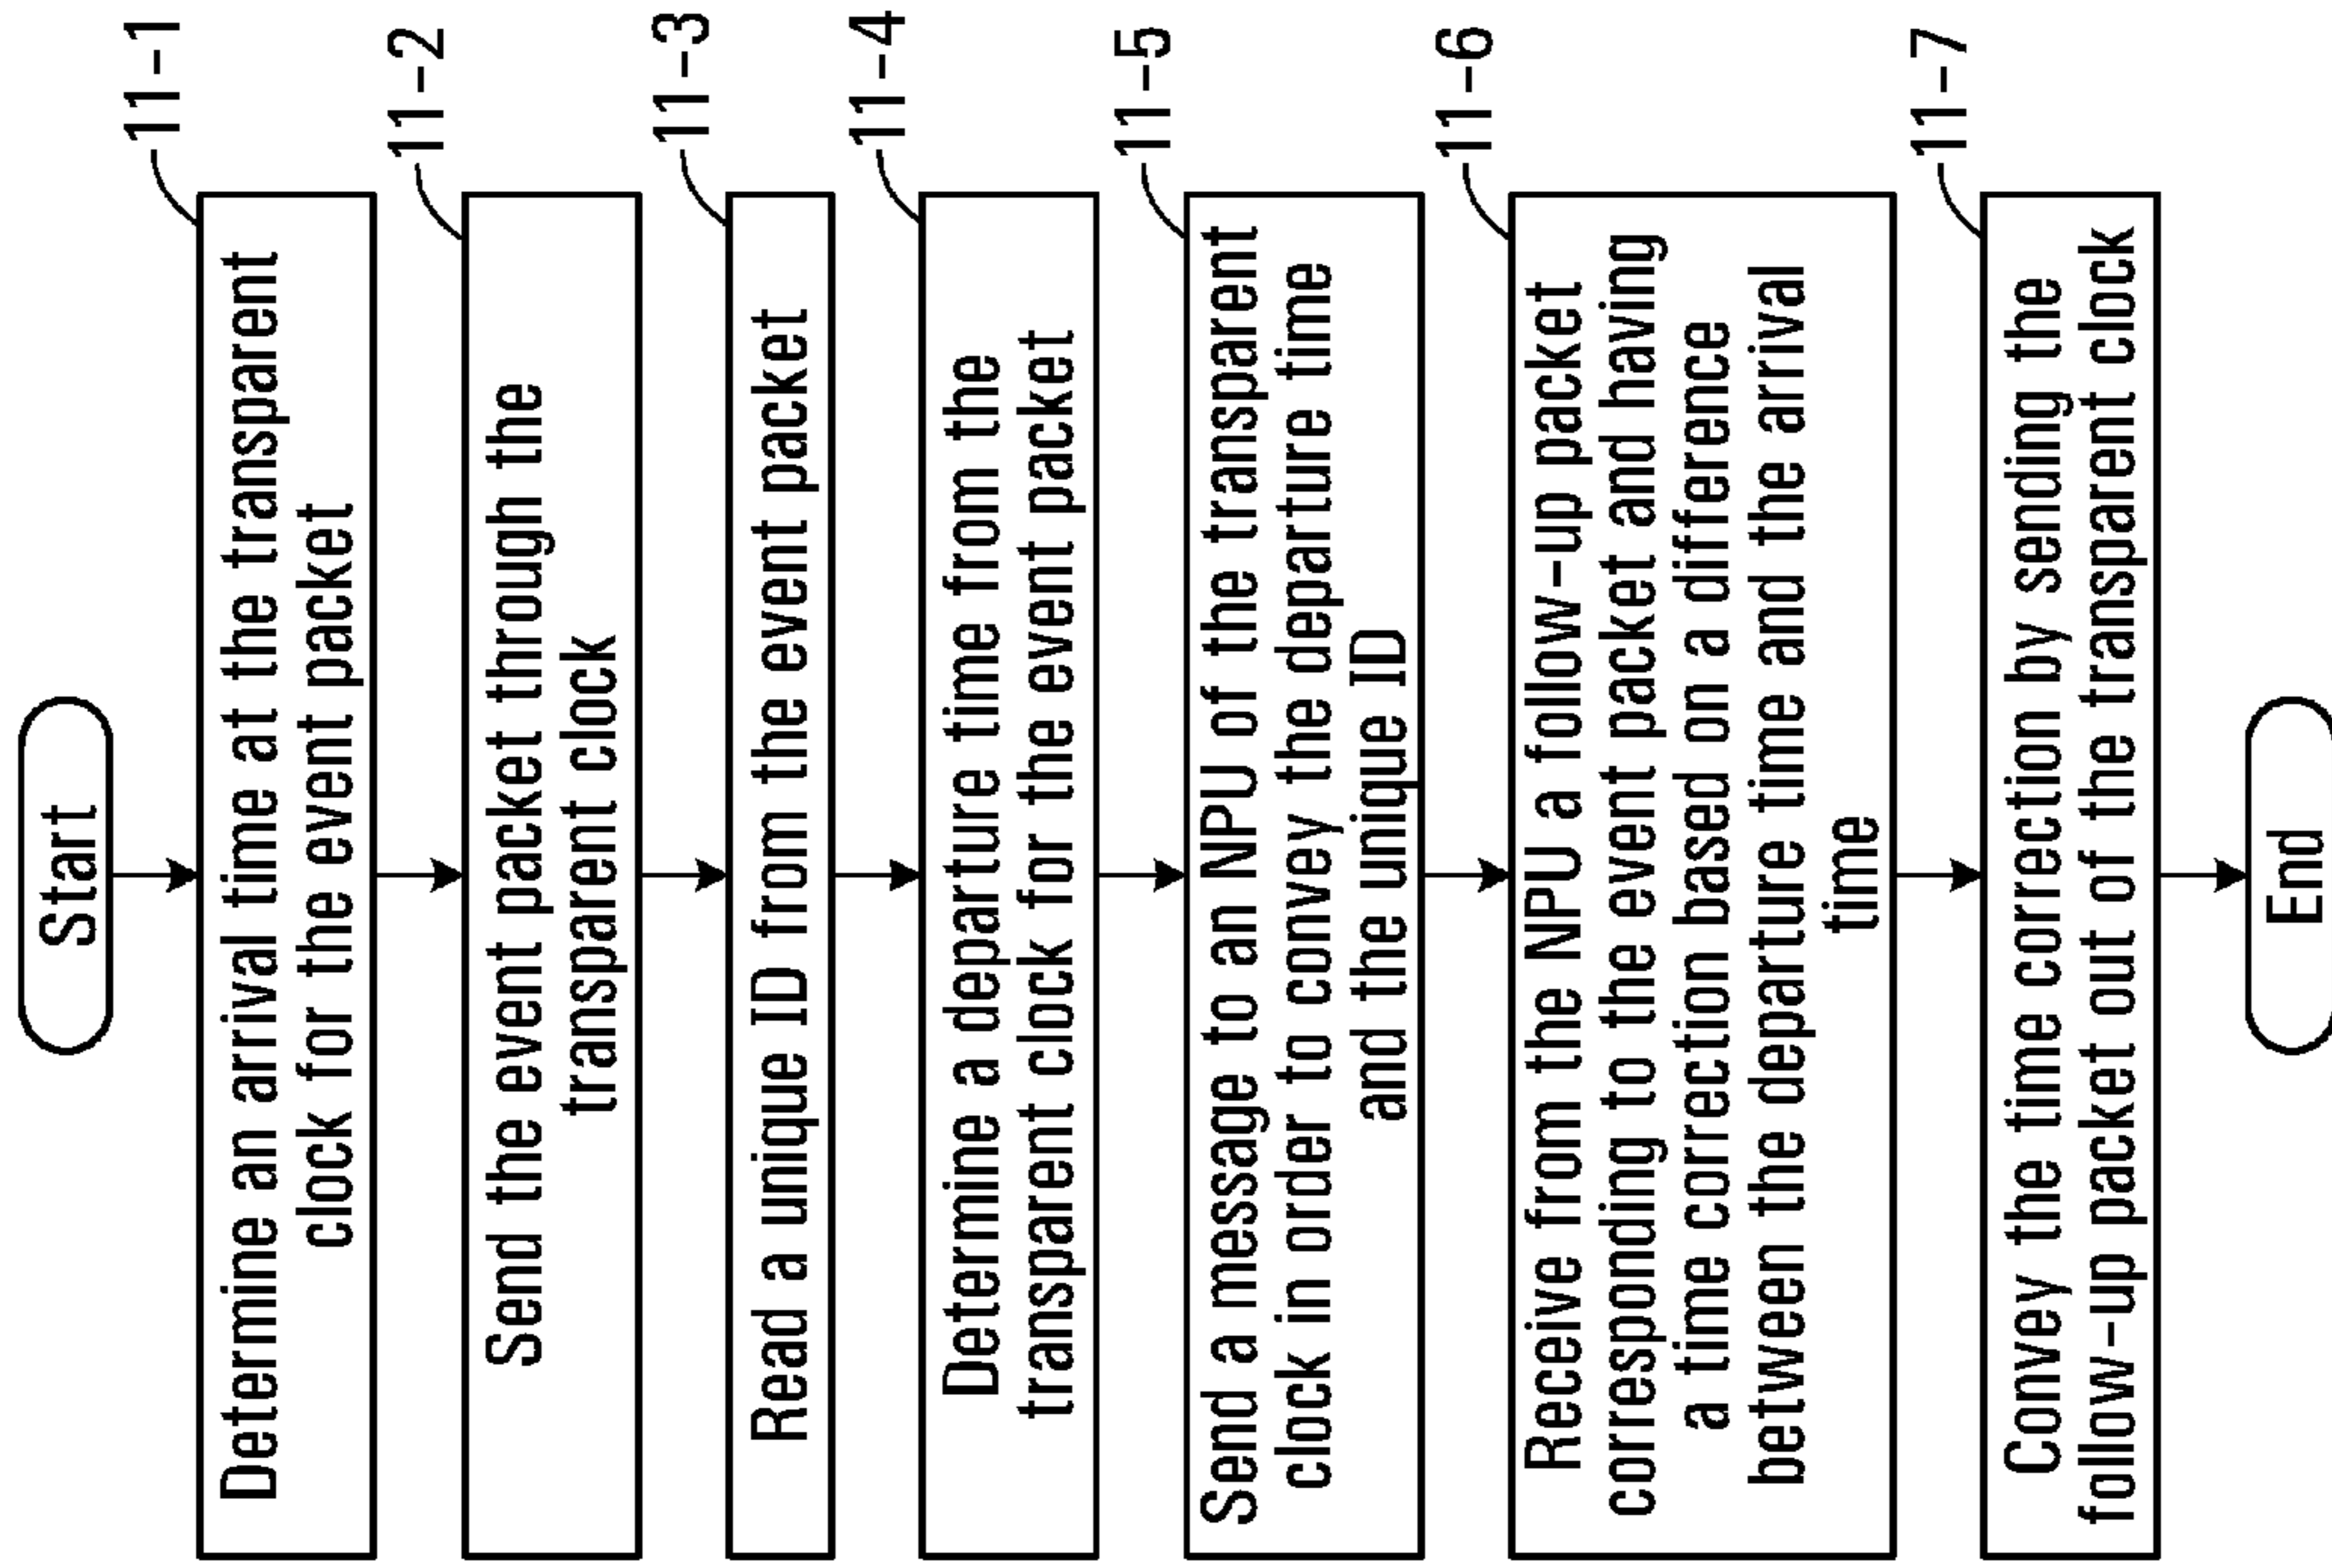 Start
11-1
Determine an arrival time at the transparent
clock for the event packet
11-2
Send the event packet through the
transparent clock
11-3
Read a unique ID from the event packet
11-4
Determine a departure time from the
transparent clock for the event packet
11-5
Send a message to an NPU of the transparent
clock in order to convey the departure time
and the unique ID
11-6
Receive from the NPU a follow-up packet
corresponding to the event packet and having
a time correction based on a difference
between the departure time and the arrival
time
11-7
Convey the time correction by sending the
follow-up packet out of the transparent clock
End